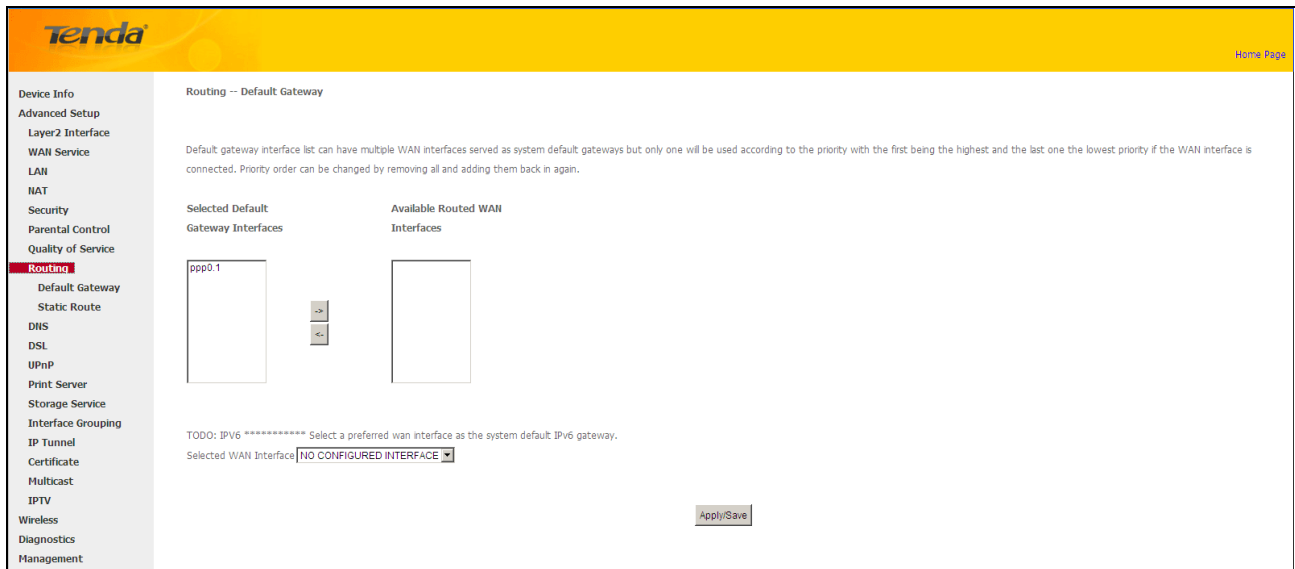 Tenda
Home Page
Device Info
Advanced Setup
Layer2 Interface
WAN Service
LAN
NAT
Security
Parental Control
Quality of Service
Routing
Default Gateway
Static Route
DNS
DSL
UPnP
Print Server
Storage Service
Interface Grouping
IP Tunnel
Certificate
Multicast
IPTV
Wireless
Diagnostics
Management
Routing -- Default Gateway
Default gateway interface list can have multiple WAN interfaces served as system default gateways but only one will be used according to the priority with the first being the highest and the last one the lowest priority if the WAN interface is
connected. Priority order can be changed by removing all and adding them back in again.
Selected Default
Gateway Interfaces
Available Routed WAN
Interfaces
ppp0.1
->
<-
TODO: IPV6 *********** Select a preferred wan interface as the system default IPv6 gateway.
Selected WAN Interface NO CONFIGURED INTERFACE
Apply/Save